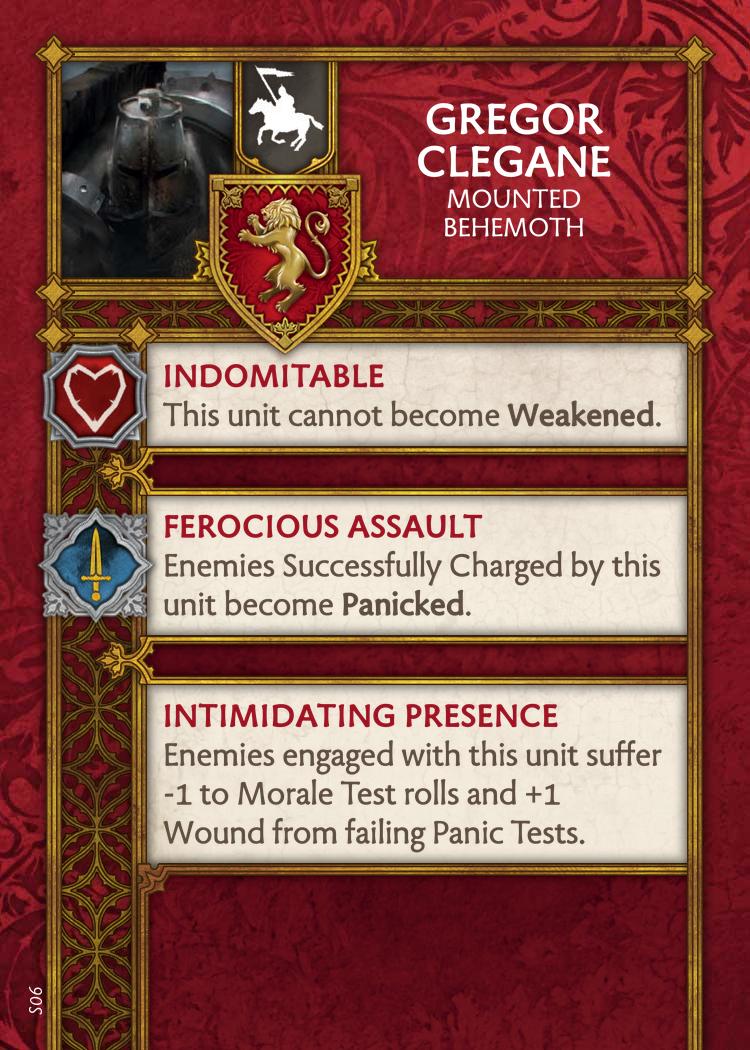 GREGOR
CLEGANE
MOUNTED
BEHEMOTH
INDOMITABLE
This unit cannot become Weakened.
FEROCIOUS ASSAULT
Enemies Successfully Charged by this
unit become Panicked.
INTIMIDATING PRESENCE
Enemies engaged with this unit suffer
-1 to Morale Test rolls and +1
Wound from failing Panic Tests.
S06